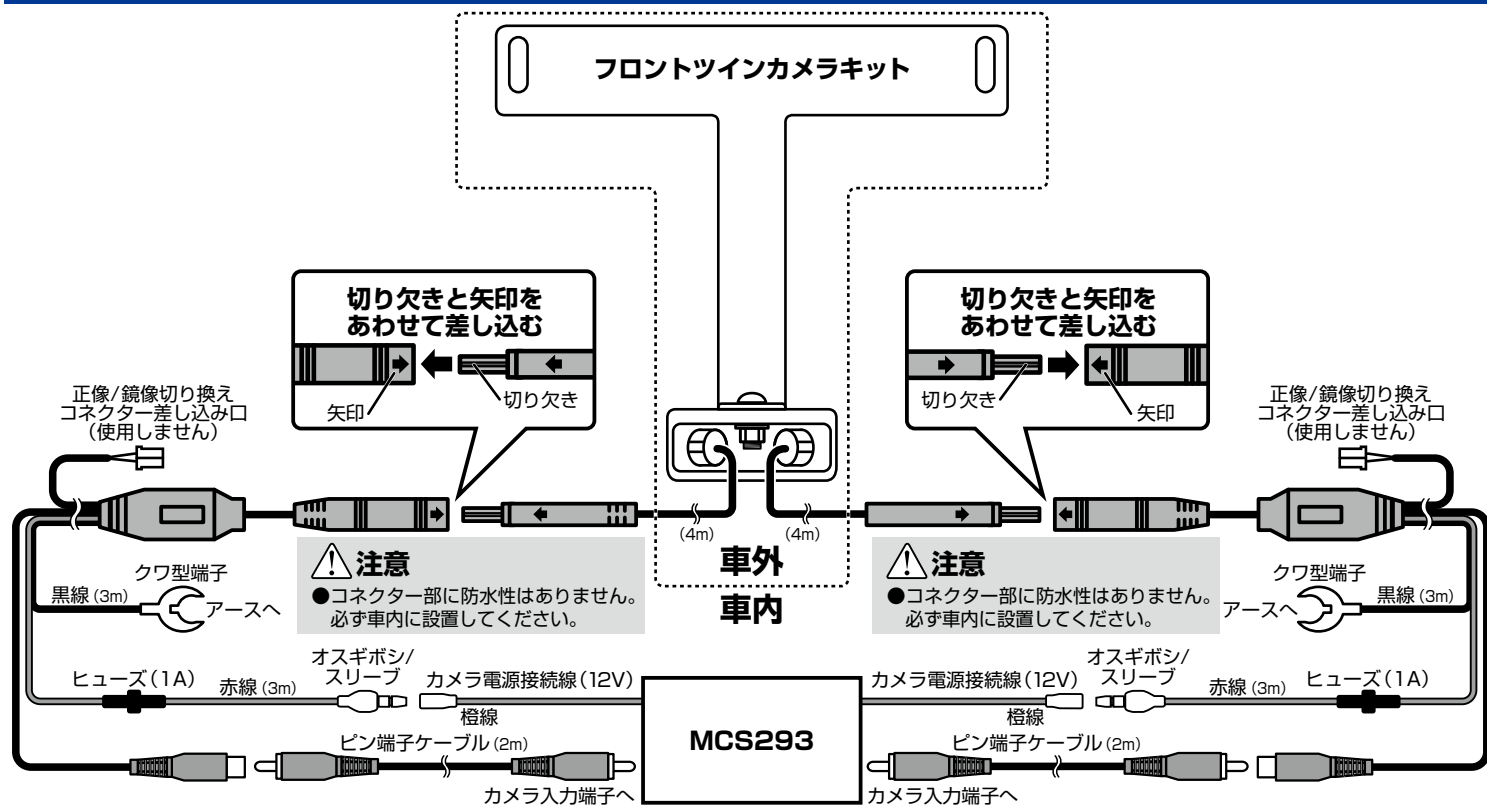 フロントツインカメラキット
切り欠きと矢印を
あわせて差し込む
矢印
切り欠き
切り欠きと矢印を
あわせて差し込む
切り欠き
矢印
正像/鏡像切り換え
コネクター差し込み口
（使用しません）
正像/鏡像切り換え
コネクター差し込み口
（使用しません）
(4m)
(4m)
車外
車内
注意
●コネクター部に防水性はありません。
必ず車内に設置してください。
注意
●コネクター部に防水性はありません。
必ず車内に設置してください。
クワ型端子
黒線(3m)
アースへ
クワ型端子
アースへ
黒線(3m)
ヒューズ(1A)
赤線(3m)
オスギボシ/
スリーブ
カメラ電源接続線(12V)
橙線
カメラ電源接続線(12V)
橙線
オスギボシ/
スリーブ
赤線(3m)
ヒューズ(1A)
MCS293
ピン端子ケーブル(2m)
カメラ入力端子へ
ピン端子ケーブル(2m)
カメラ入力端子へ